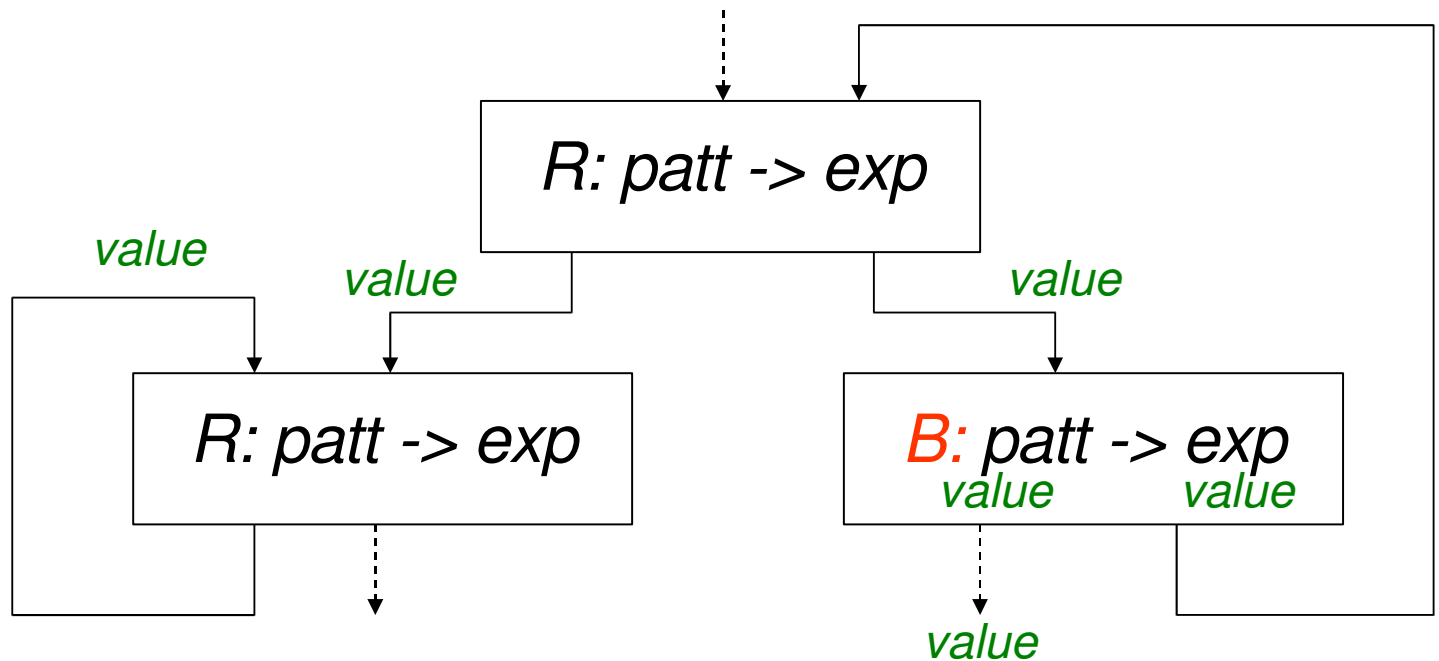 R: patt -> exp
value
value
value
R: patt -> exp
B: patt -> exp
value
value
value